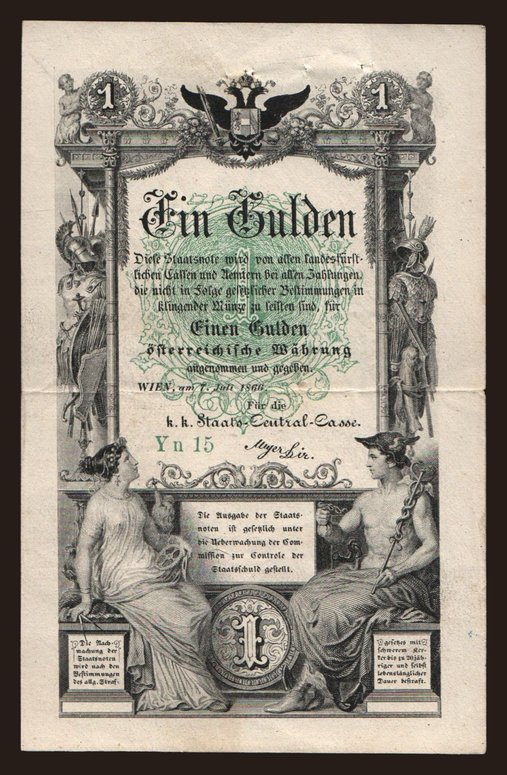 1
1
Ein Gulden
Diese Staatsnote wird von allen landesfürst-
lichen Cassen und Aemtern bei allen Zahlungen,
die nicht in Folge gesetzlicher Bestimmungen in
klingender Münze zu leisten sind, für
Einen Gulden
österreichische Währung
angenommen und gegeben.
WIEN, am 7. Juli 1866.
Für die
k. k. Staats-Central-Casse.
Yn 15
Die Ausgabe der Staats-
noten ist gesetzlich unter
die Ueberwachung der Com-
mission zur Controle der
Staatsschuld gestellt.
1
Die Nach-
machung der
Staatsnoten
wird nach den
Bestimmungen
des allg. Straf-
gesetzes mit
schwerem Ker-
ker bis zu 20jäh-
riger und selbst
lebenslänglicher
Dauer bestraft.